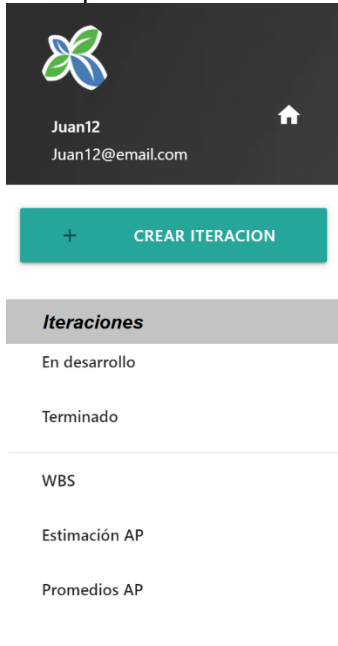 Juan12
Juan12@email.com
+ CREAR ITERACION
Iteraciones
En desarrollo
Terminado
WBS
Estimación AP
Promedios AP